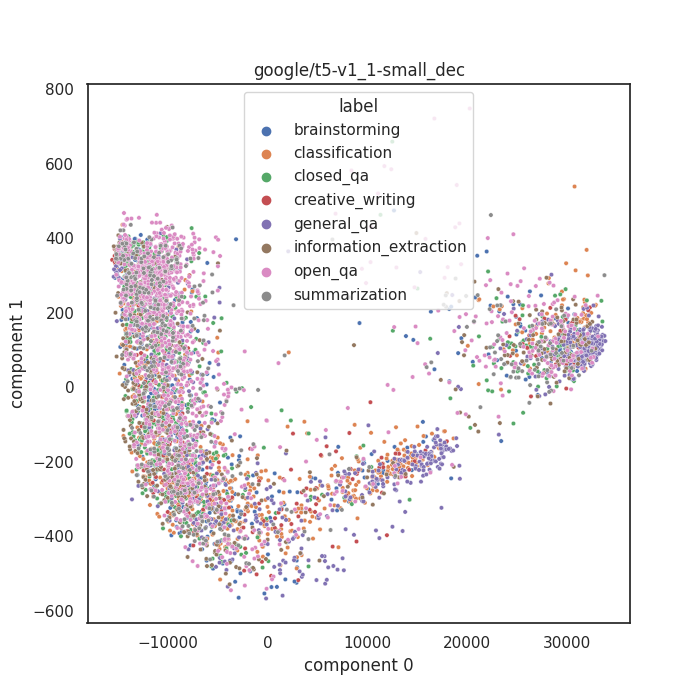 google/t5-v1_1-small_dec
label
brainstorming
classification
closed_qa
creative_writing
general_qa
information_extraction
open_qa
summarization
800
600
400
200
0
−200
−400
−600
component 1
−10000
0
10000
20000
30000
component 0